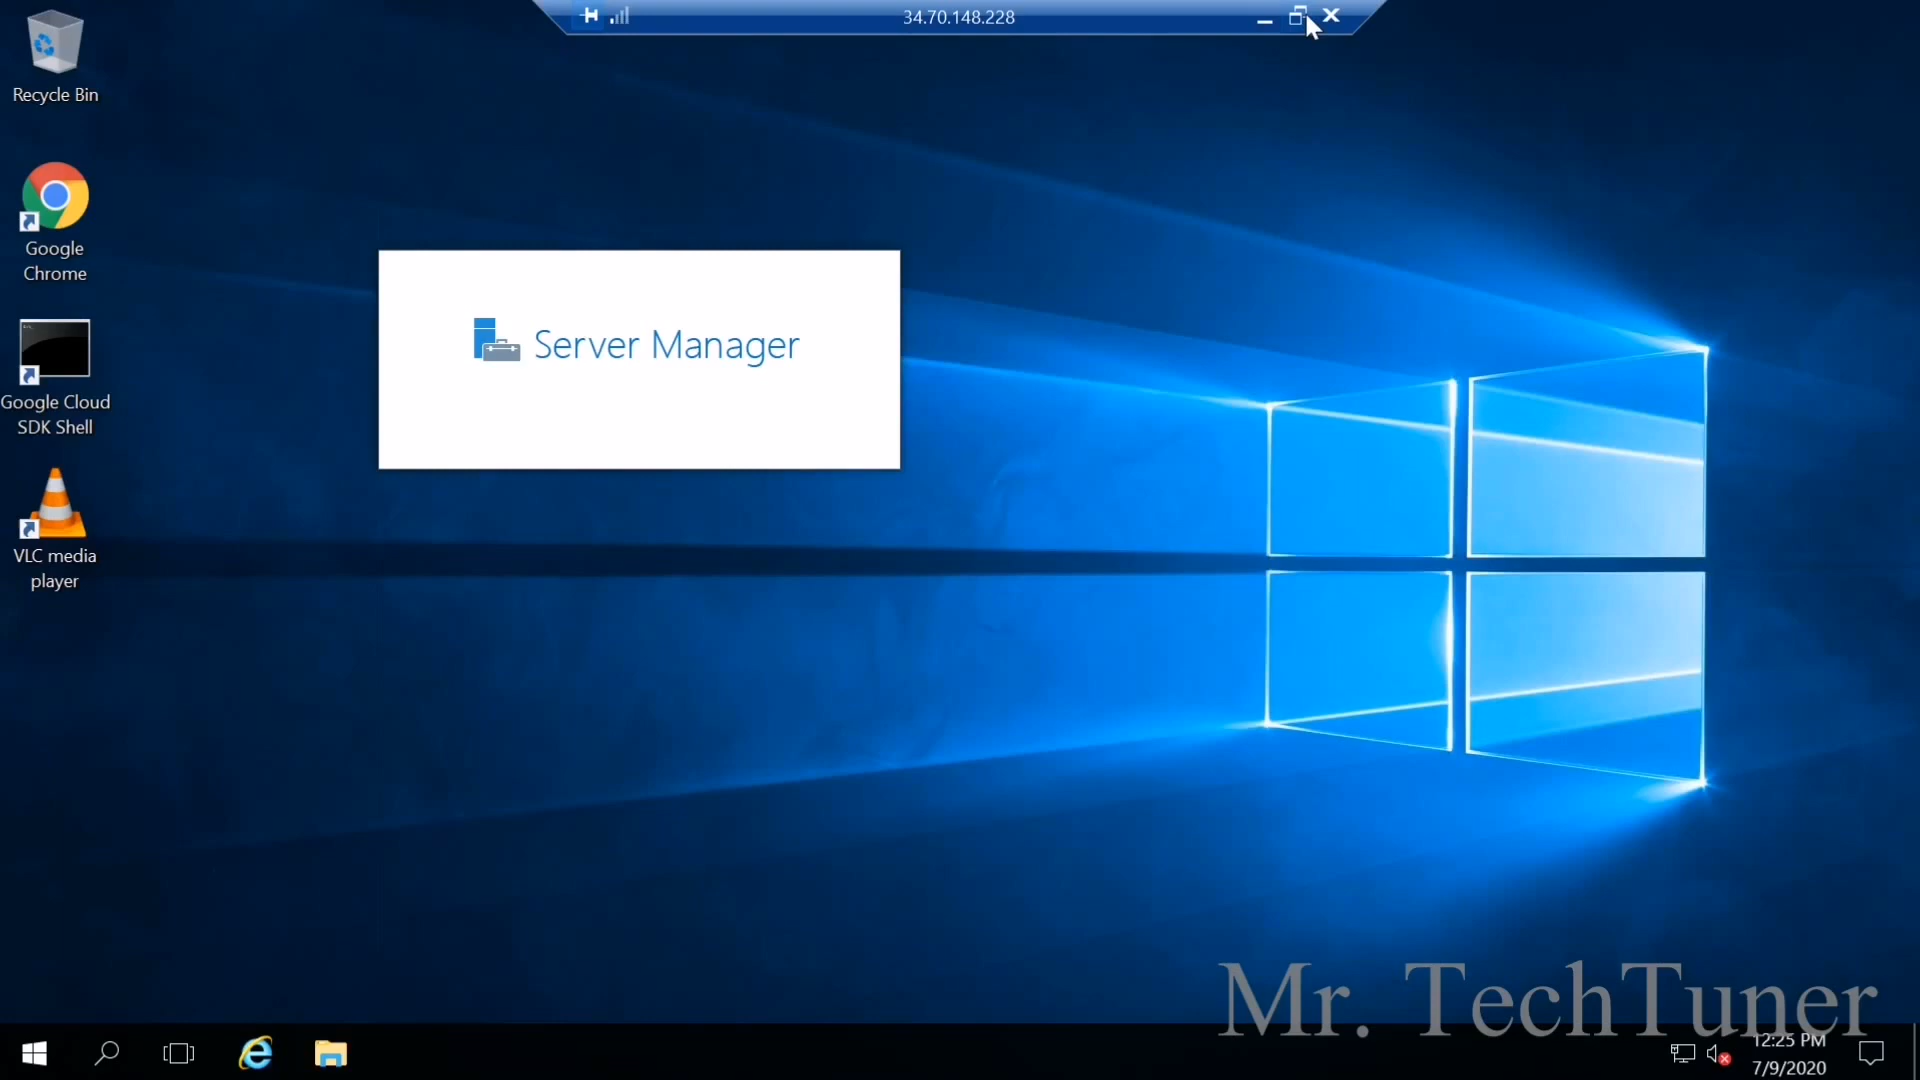 34.70.148.228
Recycle Bin
Google
Chrome
Google Cloud
SDK Shell
VLC media
player
Server Manager
Mr. TechTuner
12:25 PM
7/9/2020